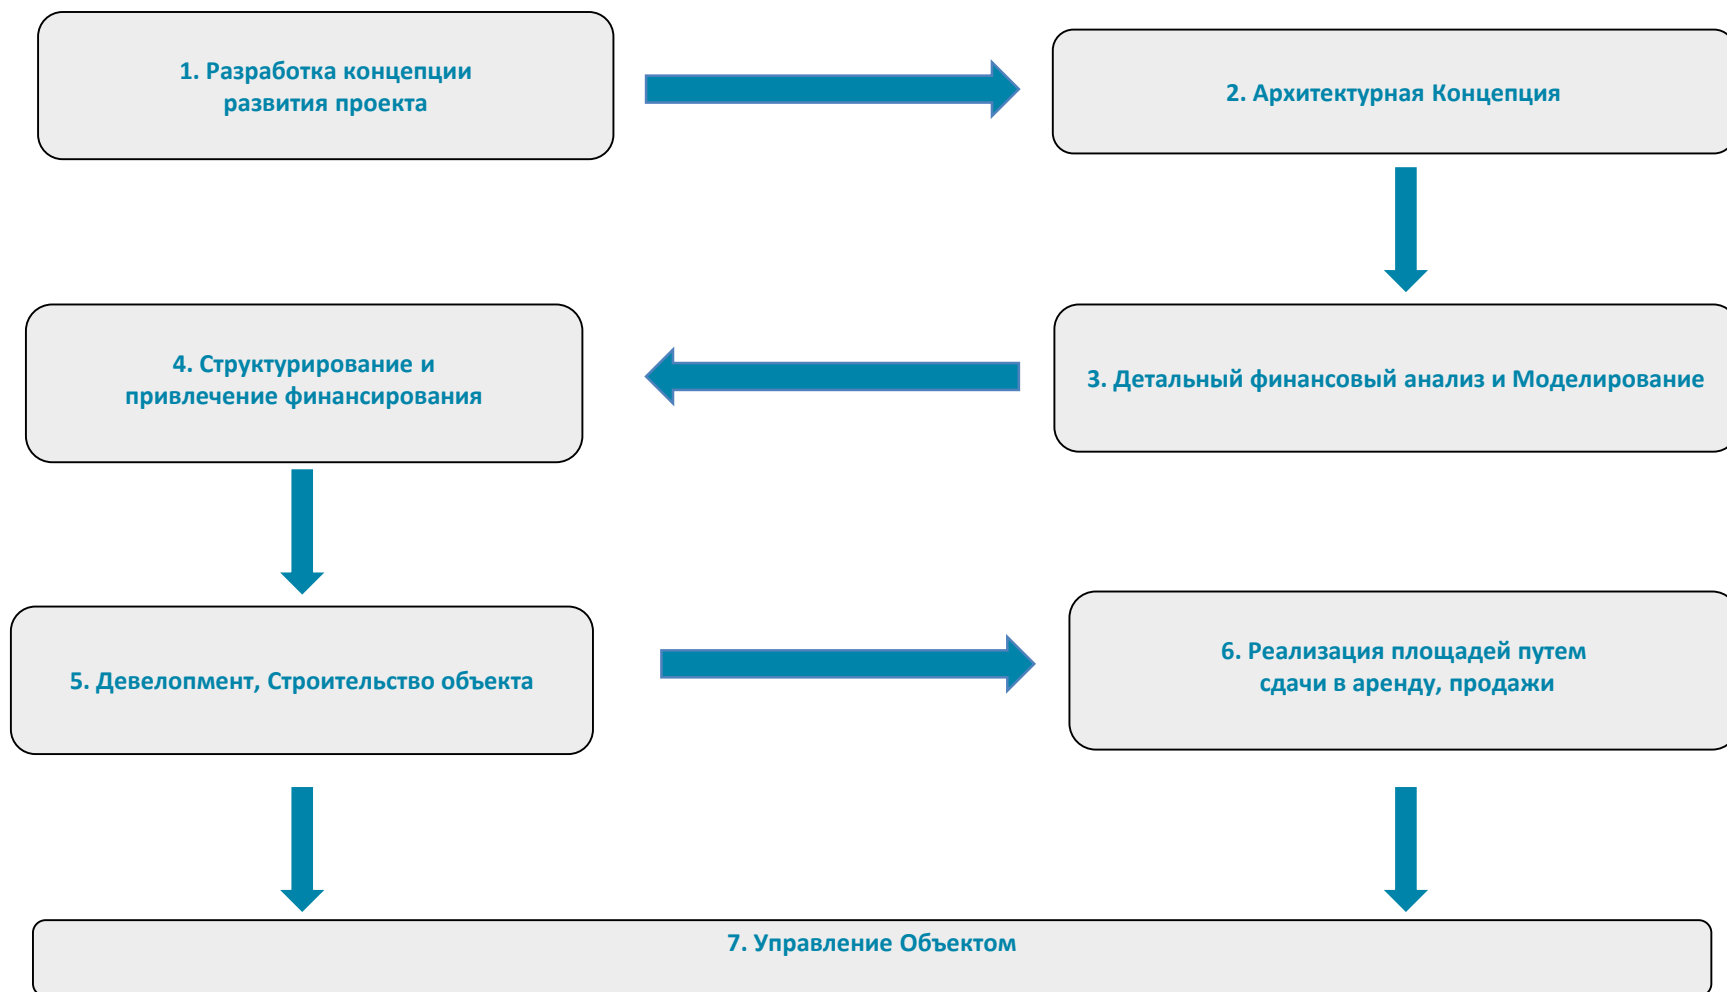 1. Разработка концепции
развития проекта
2. Архитектурная Концепция
3. Детальный финансовый анализ и Моделирование
4. Структурирование и
привлечение финансирования
5. Девелопмент, Строительство объекта
6. Реализация площадей путем
сдачи в аренду, продажи
7. Управление Объектом